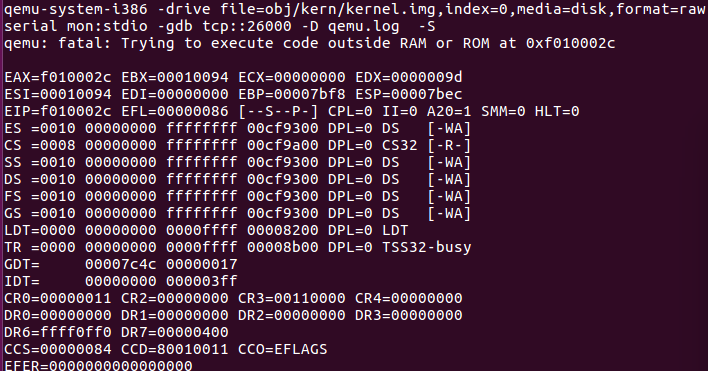 qemu-system-i386 -drive file=obj/kern/kernel.img,index=0,media=disk,format=raw
serial mon:stdio -gdb tcp::26000 -D qemu.log  -S
qemu: fatal: Trying to execute code outside RAM or ROM at 0xf010002c

EAX=f010002c EBX=00010094 ECX=00000000 EDX=0000009d
ESI=00010094 EDI=00000000 EBP=00007bf8 ESP=00007bec
EIP=f010002c EFL=00000086 [--S--P-] CPL=0 II=0 A20=1 SMM=0 HLT=0
ES =0010 00000000 ffffffff 00cf9300 DPL=0 DS   [-WA]
CS =0008 00000000 ffffffff 00cf9a00 DPL=0 CS32 [-R-]
SS =0010 00000000 ffffffff 00cf9300 DPL=0 DS   [-WA]
DS =0010 00000000 ffffffff 00cf9300 DPL=0 DS   [-WA]
FS =0010 00000000 ffffffff 00cf9300 DPL=0 DS   [-WA]
GS =0010 00000000 ffffffff 00cf9300 DPL=0 DS   [-WA]
LDT=0000 00000000 0000ffff 00008200 DPL=0 LDT
TR =0000 00000000 0000ffff 00008b00 DPL=0 TSS32-busy
GDT=     00007c4c 00000017
IDT=     00000000 000003ff
CR0=00000011 CR2=00000000 CR3=00110000 CR4=00000000
DR0=00000000 DR1=00000000 DR2=00000000 DR3=00000000
DR6=ffff0ff0 DR7=00000400
CCS=00000084 CCD=80010011 CCO=EFLAGS
EFER=0000000000000000